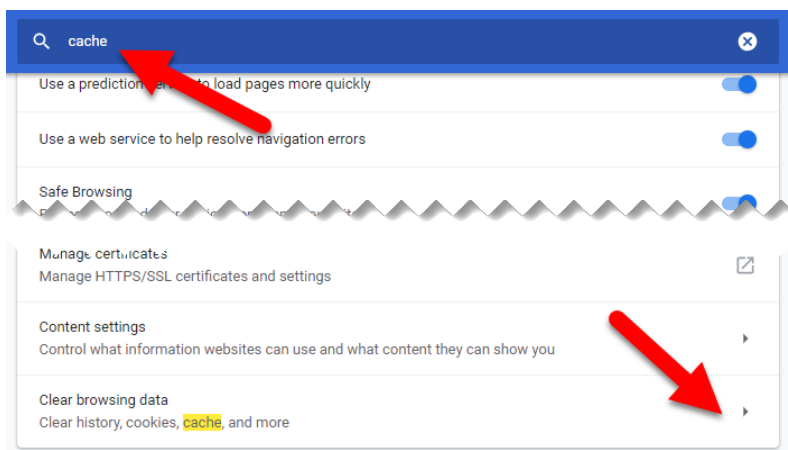 cache
Use a prediction to load pages more quickly
Use a web service to help resolve navigation errors
Safe Browsing
Manage certificates
Manage HTTPS/SSL certificates and settings
Content settings
Control what information websites can use and what content they can show you
Clear browsing data
Clear history, cookies, cache, and more